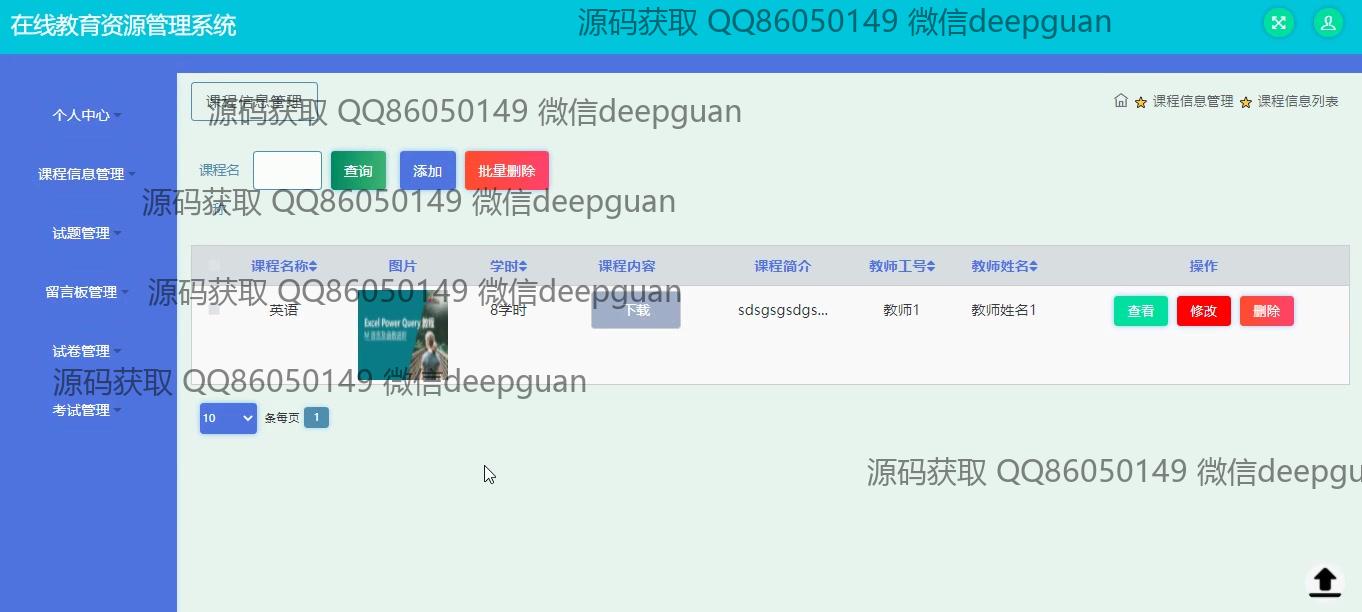 在线教育资源管理系统
源码获取 QQ86050149 微信deepguan
个人中心
课程信息管理
试题管理
留言板管理
试卷管理
考试管理
课程信息管理
源码获取 QQ86050149 微信deepguan
课程信息管理 课程信息列表
课程名称
查询 添加 批量删除
源码获取 QQ86050149 微信deepguan
课程名称 图片 学时 课程内容 课程简介 教师工号 教师姓名 操作
源码获取 QQ86050149 微信deepguan
英语 8学时 下载 sdsgsgsdgs... 教师1 教师姓名1 查看 修改 删除
Excel Power Query 教程
源码获取 QQ86050149 微信deepguan
10 条每页 1
源码获取 QQ86050149 微信deepgu